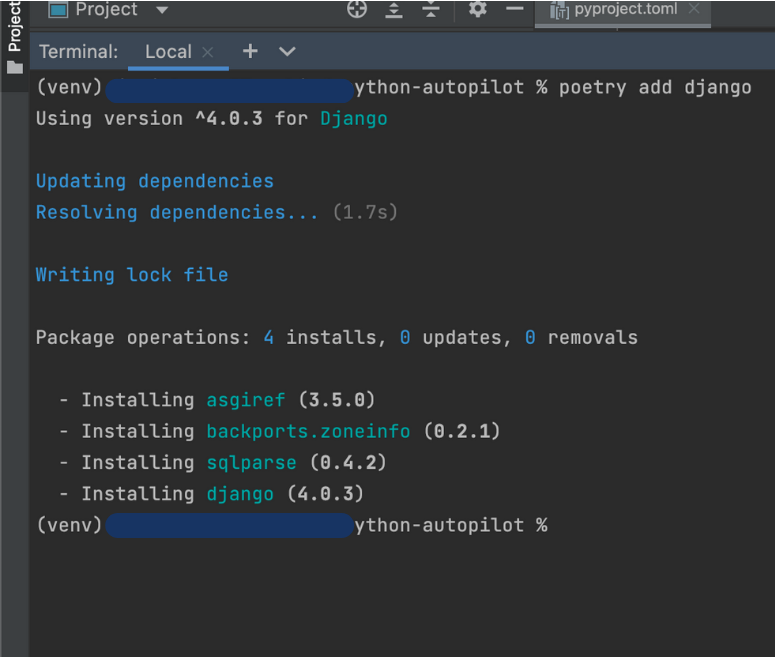 Project
Project
pyproject.toml
Terminal: Local
(venv) ython-autopilot % poetry add django
Using version ^4.0.3 for Django
Updating dependencies
Resolving dependencies... (1.7s)
Writing lock file
Package operations: 4 installs, 0 updates, 0 removals
- Installing asgiref (3.5.0)
- Installing backports.zoneinfo (0.2.1)
- Installing sqlparse (0.4.2)
- Installing django (4.0.3)
(venv) ython-autopilot %